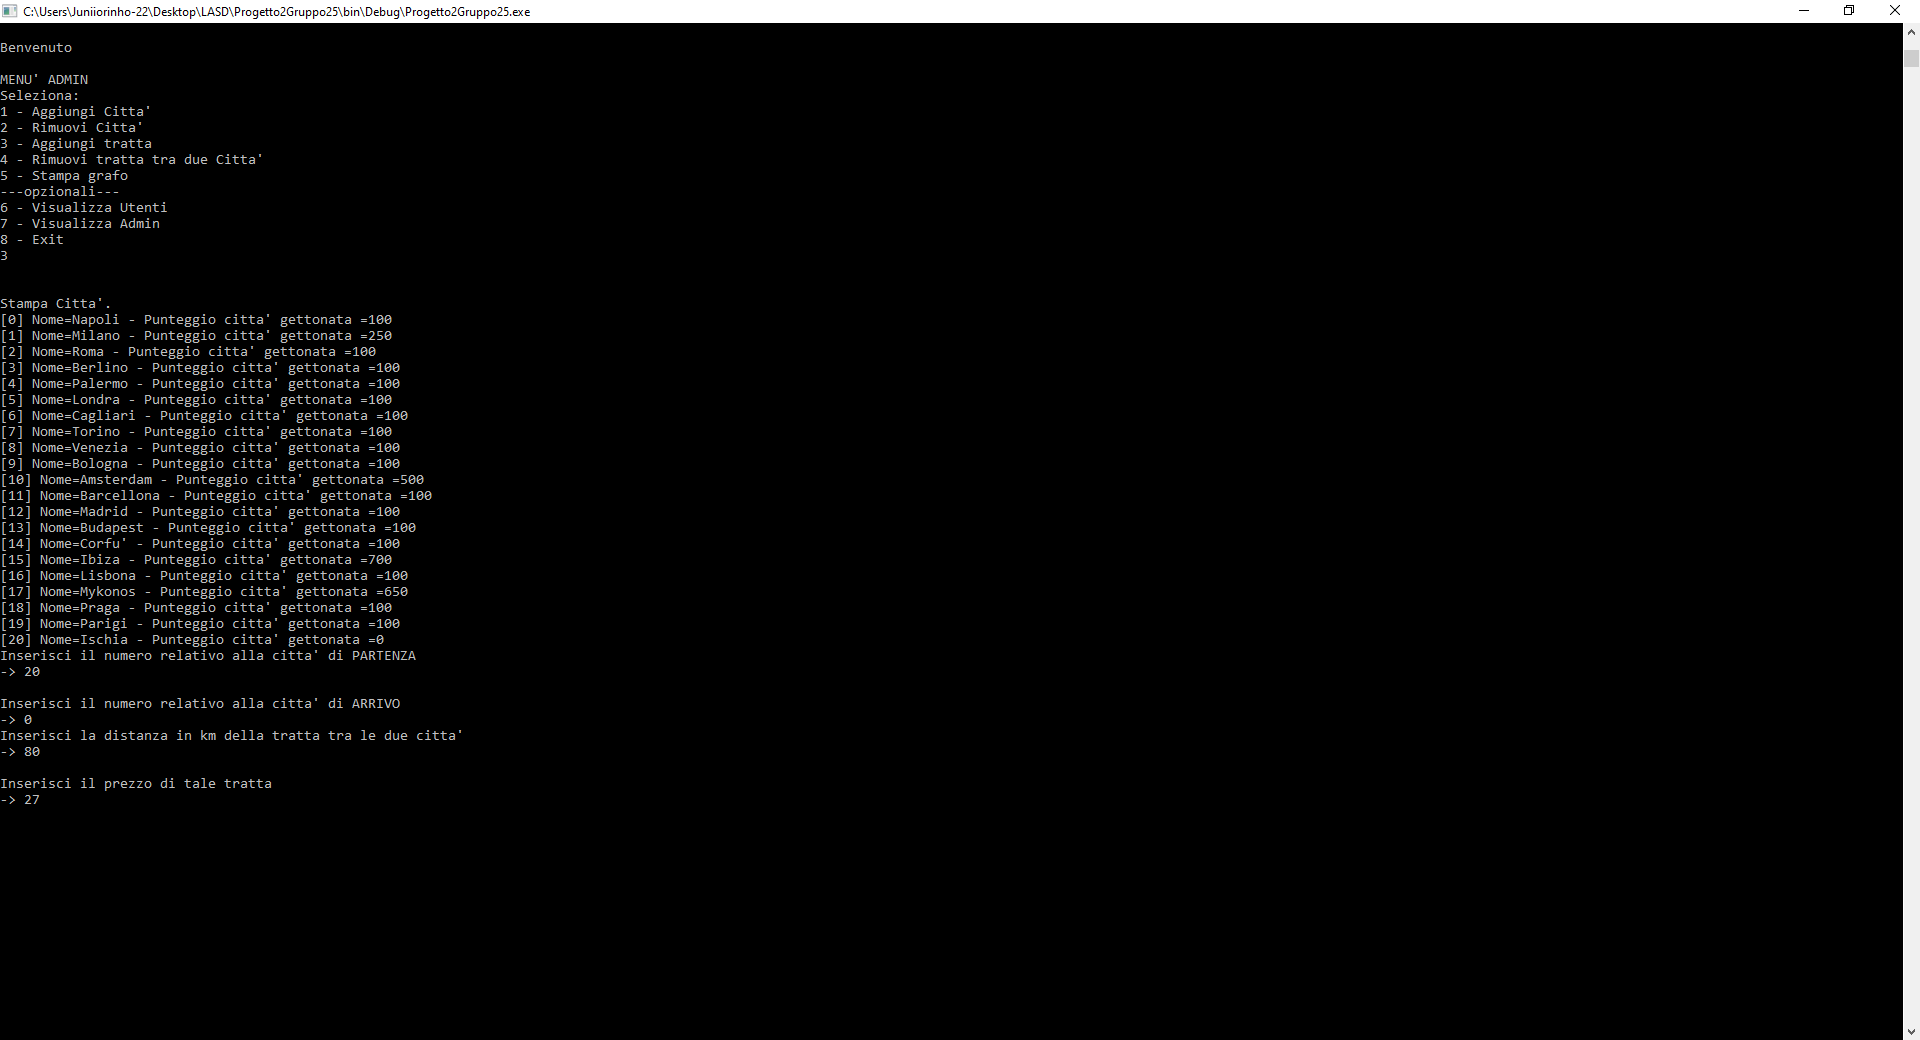 C:\Users\Juniiorinho-22\Desktop\LASD\Progetto2Gruppo25\bin\Debug\Progetto2Gruppo25.exe
Benvenuto
MENU' ADMIN
Seleziona:
1 - Aggiungi Citta'
2 - Rimuovi Citta'
3 - Aggiungi tratta
4 - Rimuovi tratta tra due Citta'
5 - Stampa grafo
---opzionali---
6 - Visualizza Utenti
7 - Visualizza Admin
8 - Exit
3
Stampa Citta'.
[0] Nome=Napoli - Punteggio citta' gettonata =100
[1] Nome=Milano - Punteggio citta' gettonata =250
[2] Nome=Roma - Punteggio citta' gettonata =100
[3] Nome=Berlino - Punteggio citta' gettonata =100
[4] Nome=Palermo - Punteggio citta' gettonata =100
[5] Nome=Londra - Punteggio citta' gettonata =100
[6] Nome=Cagliari - Punteggio citta' gettonata =100
[7] Nome=Torino - Punteggio citta' gettonata =100
[8] Nome=Venezia - Punteggio citta' gettonata =100
[9] Nome=Bologna - Punteggio citta' gettonata =100
[10] Nome=Amsterdam - Punteggio citta' gettonata =500
[11] Nome=Barcellona - Punteggio citta' gettonata =100
[12] Nome=Madrid - Punteggio citta' gettonata =100
[13] Nome=Budapest - Punteggio citta' gettonata =100
[14] Nome=Corfu' - Punteggio citta' gettonata =100
[15] Nome=Ibiza - Punteggio citta' gettonata =700
[16] Nome=Lisbona - Punteggio citta' gettonata =100
[17] Nome=Mykonos - Punteggio citta' gettonata =650
[18] Nome=Praga - Punteggio citta' gettonata =100
[19] Nome=Parigi - Punteggio citta' gettonata =100
[20] Nome=Ischia - Punteggio citta' gettonata =0
Inserisci il numero relativo alla citta' di PARTENZA
-> 20
Inserisci il numero relativo alla citta' di ARRIVO
-> 0
Inserisci la distanza in km della tratta tra le due citta'
-> 80
Inserisci il prezzo di tale tratta
-> 27